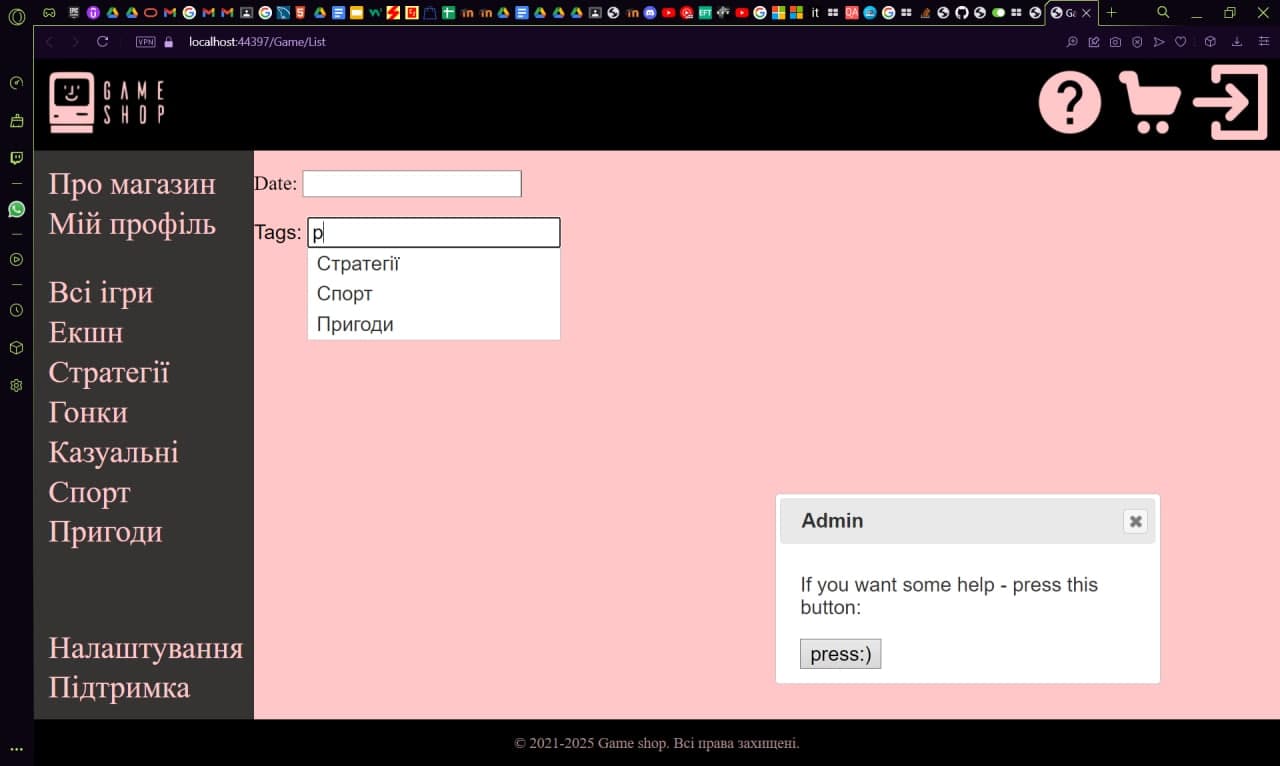 VPN
localhost:44397/Game/List
GAME
SHOP
Про магазин
Мій профіль
Всі ігри
Екшн
Стратегії
Гонки
Казуальні
Спорт
Пригоди
Налаштування
Підтримка
Date:
Tags: р
Стратегії
Спорт
Пригоди
Admin
If you want some help - press this
button:
press:)
© 2021-2025 Game shop. Всі права захищені.